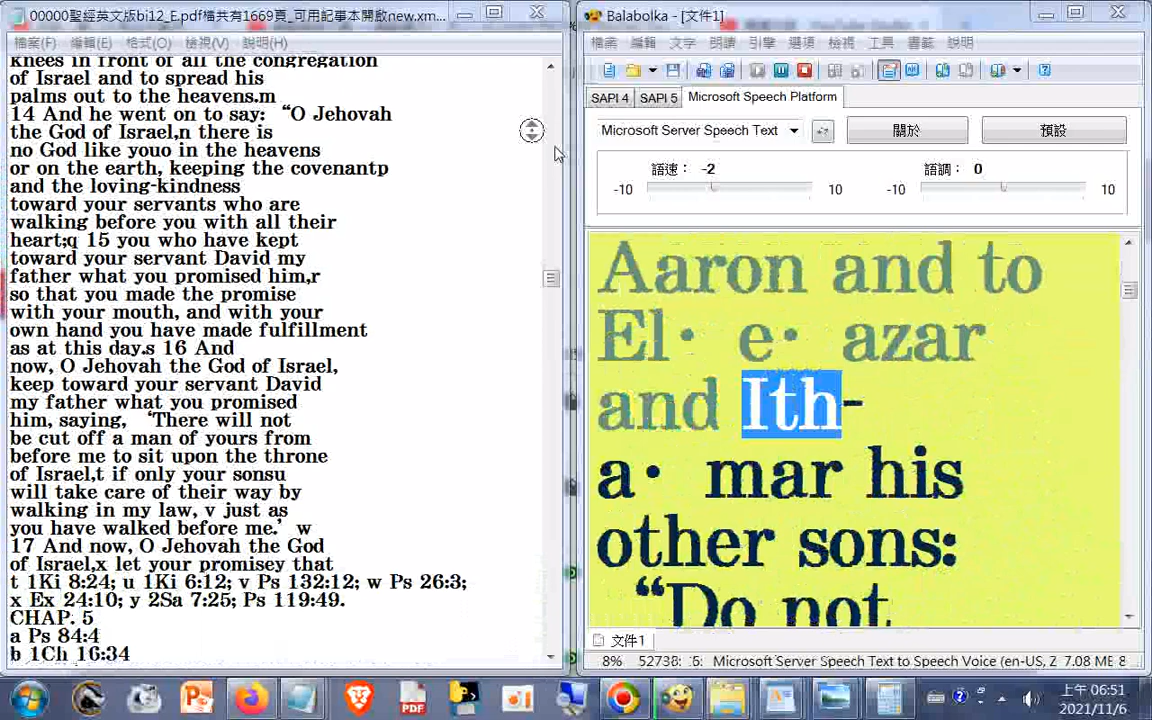 00000聖經英文版bi12_E.pdf檔共有1669頁_可用記事本開啟new.xm...
檔案(F) 編輯(E) 格式(O) 檢視(V) 說明(H)
knees in front of all the congregation
of Israel and to spread his
palms out to the heavens.m
14 And he went on to say: “O Jehovah
the God of Israel,n there is
no God like youo in the heavens
or on the earth, keeping the covenantp
and the loving-kindness
toward your servants who are
walking before you with all their
heart;q 15 you who have kept
toward your servant David my
father what you promised him,r
so that you made the promise
with your mouth, and with your
own hand you have made fulfillment
as at this day.s 16 And
now, O Jehovah the God of Israel,
keep toward your servant David
my father what you promised
him, saying, ‘There will not
be cut off a man of yours from
before me to sit upon the throne
of Israel,t if only your sonsu
will take care of their way by
walking in my law, v just as
you have walked before me.’ w
17 And now, O Jehovah the God
of Israel,x let your promisey that
t 1Ki 8:24; u 1Ki 6:12; v Ps 132:12; w Ps 26:3;
x Ex 24:10; y 2Sa 7:25; Ps 119:49.
CHAP. 5
a Ps 84:4
b 1Ch 16:34
Balabolka - [文件1]
檔案 編輯 文字 朗讀 引擎 選項 檢視 工具 書籤 說明
SAPI 4 SAPI 5 Microsoft Speech Platform
Microsoft Server Speech Text 關於 預設
語速： -2 語調： 0
-10 10 -10 10
Aaron and to
El· e· azar
and Ith-
a· mar his
other sons:
“Do not
文件1
8% 52738: :6: Microsoft Server Speech Text to Speech Voice (en-US, Z 7.08 MB 8
上午 06:51
2021/11/6